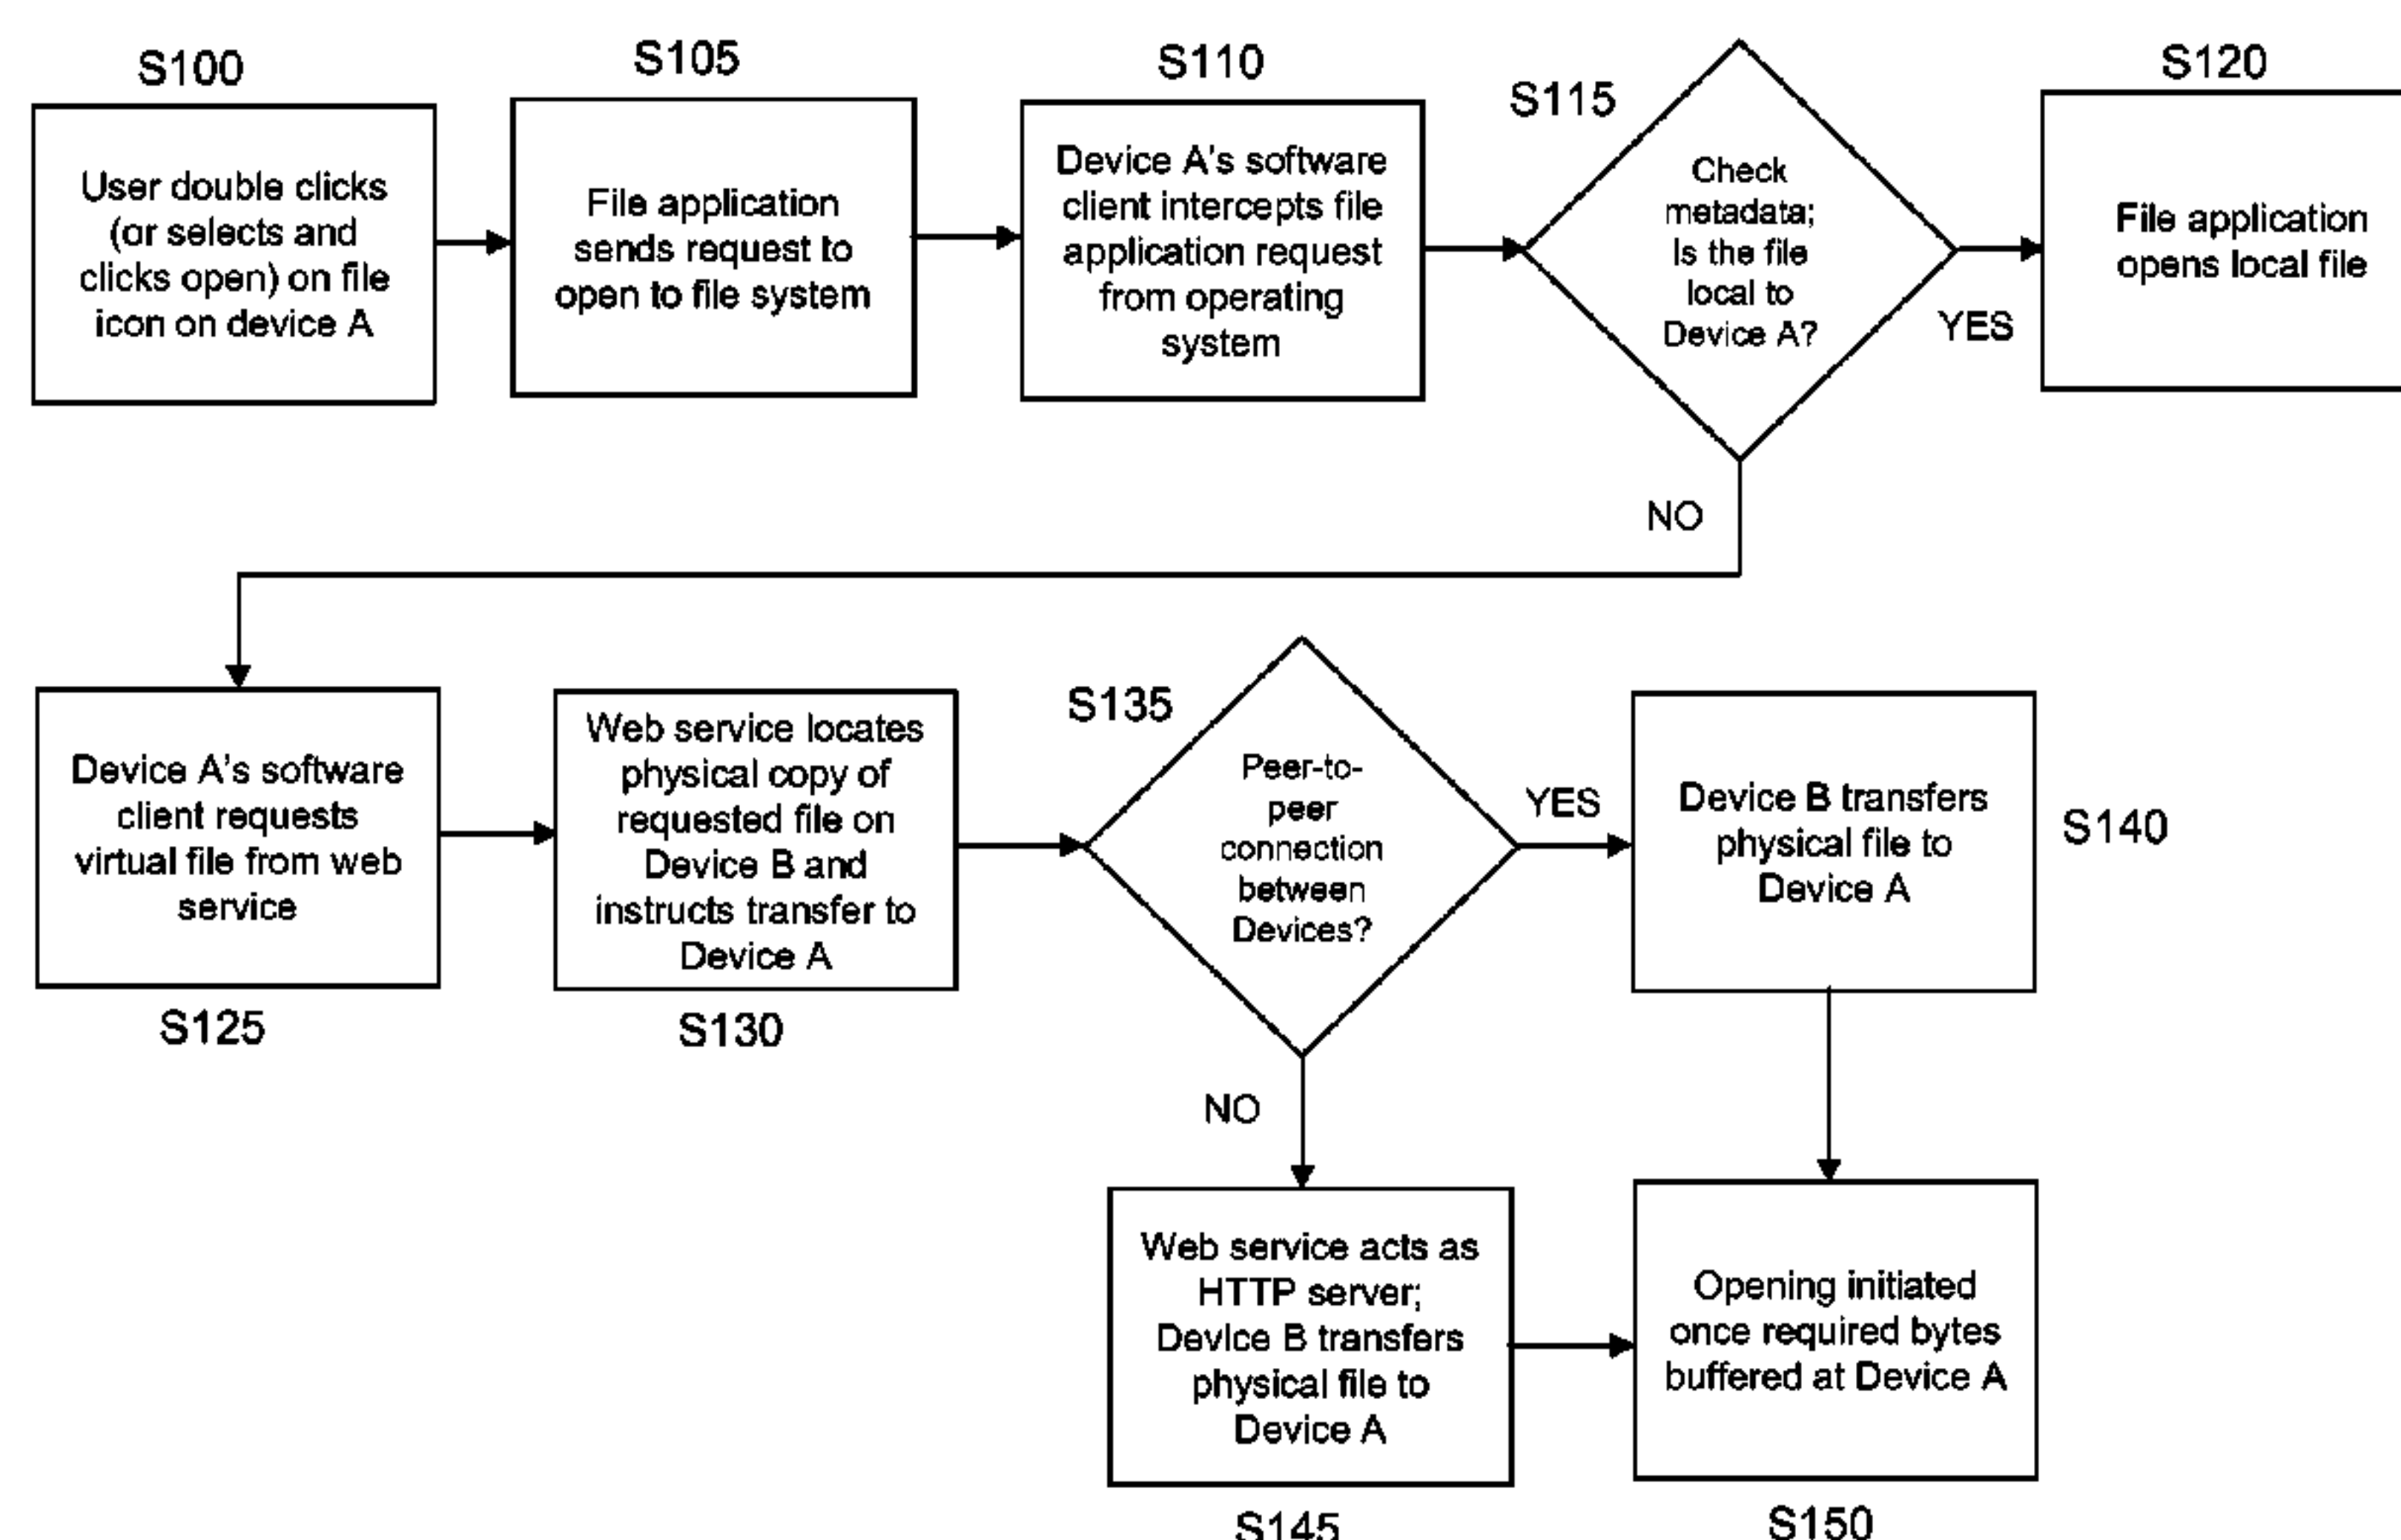 S100
User double clicks
(or selects and
clicks open) on file
icon on device A
S105
File application
sends request to
open to file system
S110
Device A's software
client intercepts file
application request
from operating
system
S115
Check
metadata;
Is the file
local to
Device A?
YES
NO
S120
File application
opens local file
Device A's software
client requests
virtual file from web
service
S125
Web service locates
physical copy of
requested file on
Device B and
instructs transfer to
Device A
S130
S135
Peer-to-
peer
connection
between
Devices?
YES
NO
Device B transfers
physical file to
Device A
S140
Web service acts as
HTTP server;
Device B transfers
physical file to
Device A
S145
Opening initiated
once required bytes
buffered at Device A
S150